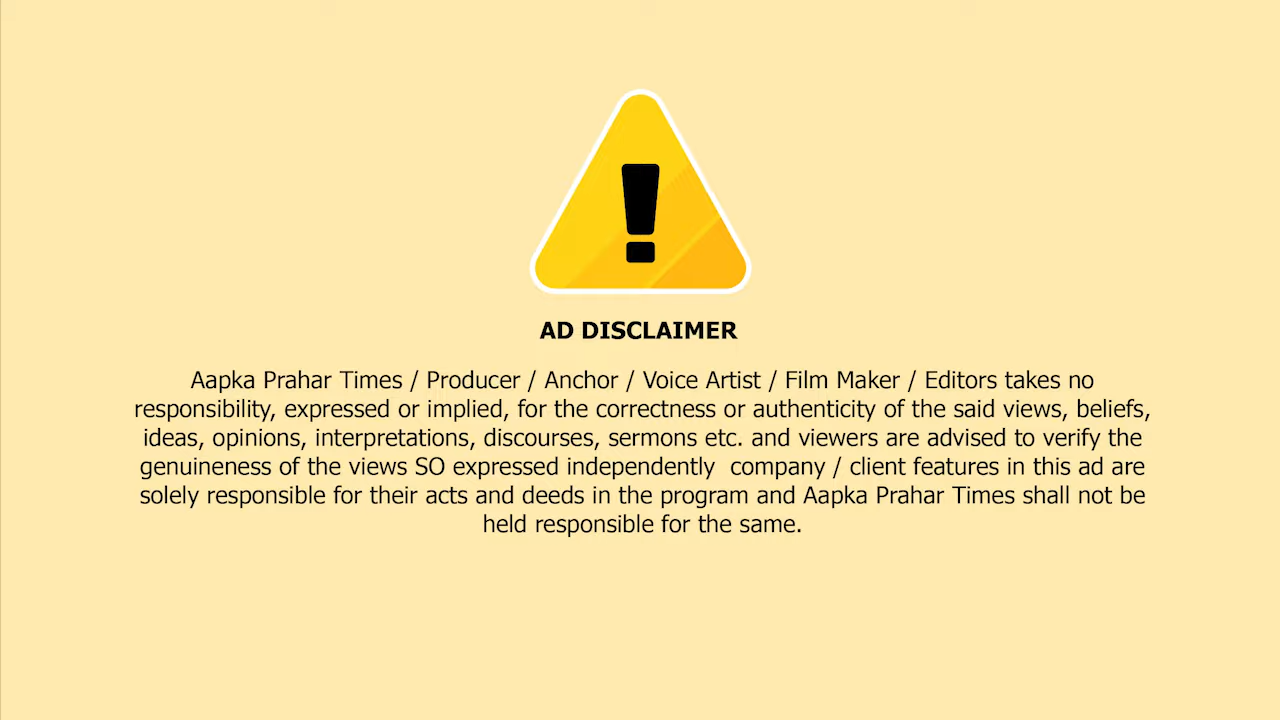 AD DISCLAIMER
Aapka Prahar Times / Producer / Anchor / Voice Artist / Film Maker / Editors takes no
responsibility, expressed or implied, for the correctness or authenticity of the said views, beliefs,
ideas, opinions, interpretations, discourses, sermons etc. and viewers are advised to verify the
genuineness of the views SO expressed independently  company / client features in this ad are
solely responsible for their acts and deeds in the program and Aapka Prahar Times shall not be
held responsible for the same.